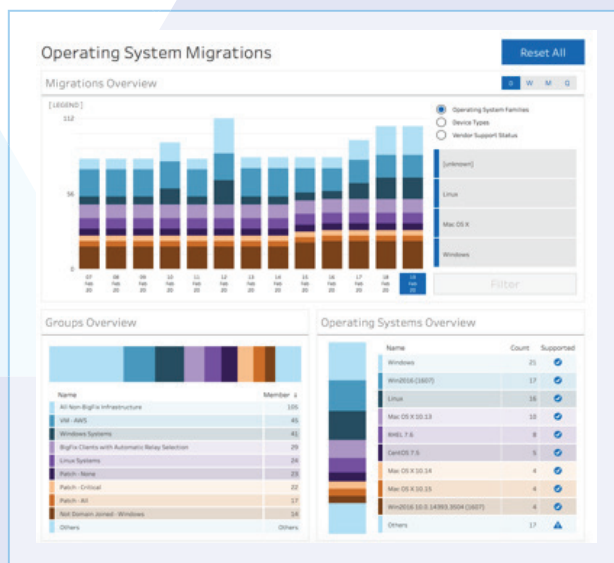 Operating System Migrations
Reset All
Migrations Overview
D W M Q
[LEGEND]
112
56
0
07 Feb 20
08 Feb 20
09 Feb 20
10 Feb 20
11 Feb 20
12 Feb 20
13 Feb 20
14 Feb 20
15 Feb 20
16 Feb 20
17 Feb 20
18 Feb 20
19 Feb 20
Operating System Families
Device Types
Vendor Support Status
[unknown]
Linux
Mac OS X
Windows
Filter
Groups Overview
Name Member ↓
All Non-BigFix Infrastructure 105
VM - AWS 45
Windows Systems 41
BigFix Clients with Automatic Relay Selection 29
Linux Systems 24
Patch - None 23
Patch - Critical 22
Patch - All 17
Not Domain Joined - Windows 14
Others Others
Operating Systems Overview
Name Count Supported
Windows 21
Win2016 (1607) 17
Linux 16
Mac OS X 10.13 10
RHEL 7.6 8
CentOS 7.5 5
Mac OS X 10.14 4
Mac OS X 10.15 4
Win2016 10.0.14393.3504 (1607) 4
Others 17